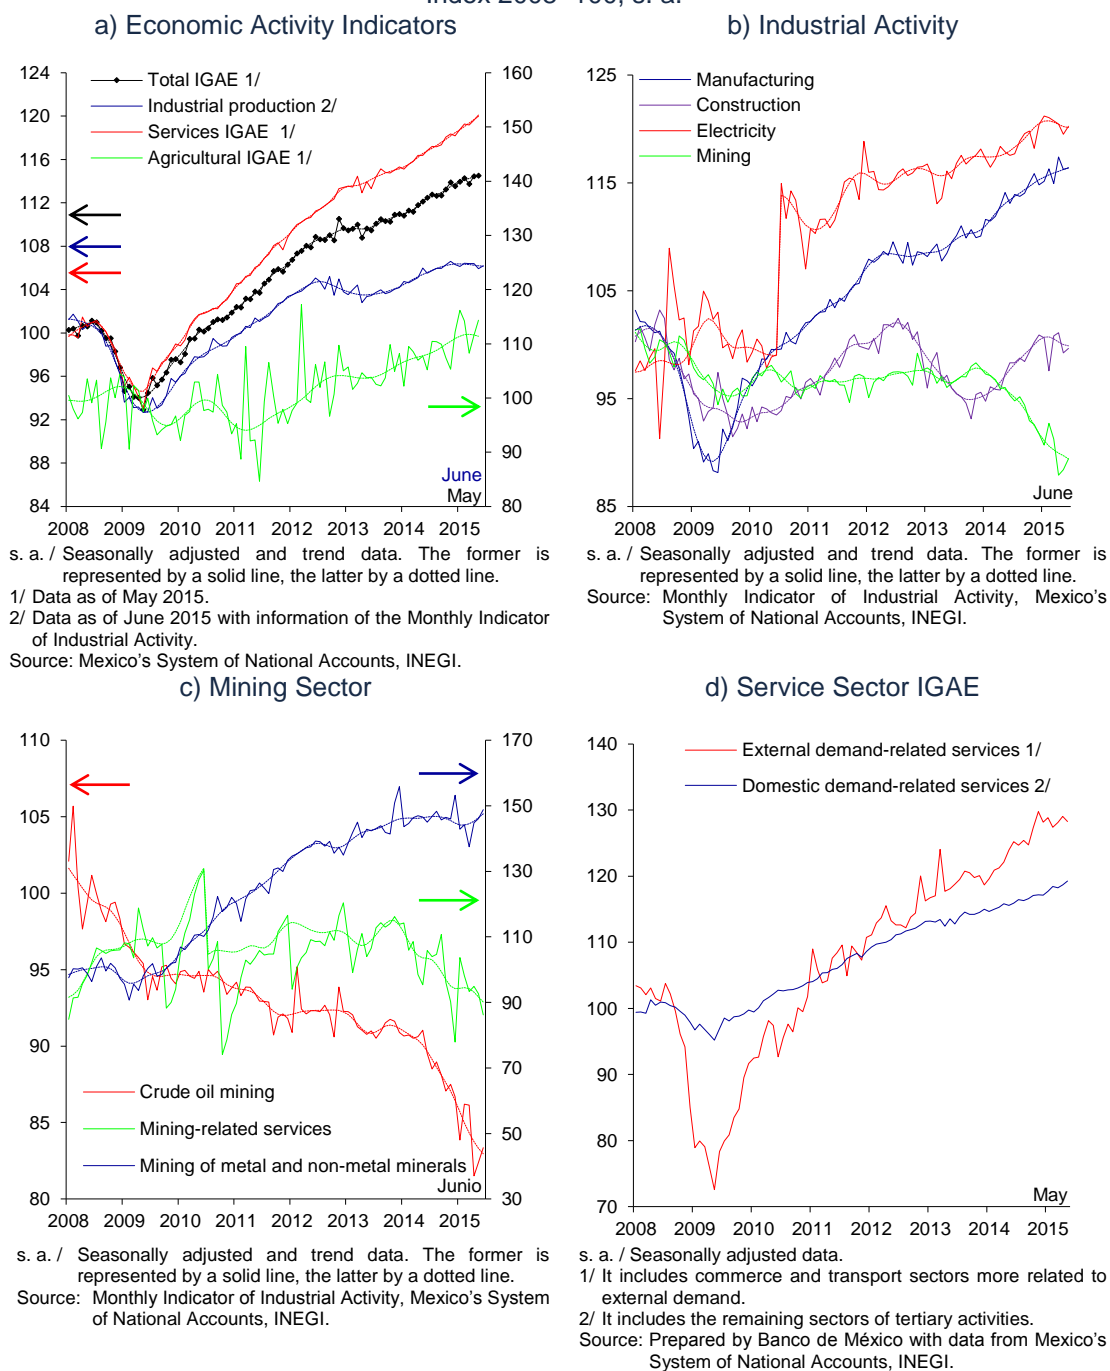 a) Economic Activity Indicators
124
120
116
112
108
104
100
96
92
88
84
160
150
140
130
120
110
100
90
80
Total IGAE 1/
Industrial production 2/
Services IGAE 1/
Agricultural IGAE 1/
June
May
2008 2009 2010 2011 2012 2013 2014 2015
s. a. / Seasonally adjusted and trend data. The former is
represented by a solid line, the latter by a dotted line.
1/ Data as of May 2015.
2/ Data as of June 2015 with information of the Monthly Indicator
of Industrial Activity.
Source: Mexico’s System of National Accounts, INEGI.
b) Industrial Activity
125
115
105
95
85
Manufacturing
Construction
Electricity
Mining
June
2008 2009 2010 2011 2012 2013 2014 2015
s. a. / Seasonally adjusted and trend data. The former is
represented by a solid line, the latter by a dotted line.
Source: Monthly Indicator of Industrial Activity, Mexico’s
System of National Accounts, INEGI.
c) Mining Sector
110
105
100
95
90
85
80
170
150
130
110
90
70
50
30
Crude oil mining
Mining-related services
Mining of metal and non-metal minerals
Junio
2008 2009 2010 2011 2012 2013 2014 2015
s. a. / Seasonally adjusted and trend data. The former is
represented by a solid line, the latter by a dotted line.
Source: Monthly Indicator of Industrial Activity, Mexico’s System
of National Accounts, INEGI.
d) Service Sector IGAE
140
130
120
110
100
90
80
70
External demand-related services 1/
Domestic demand-related services 2/
May
2008 2009 2010 2011 2012 2013 2014 2015
s. a. / Seasonally adjusted data.
1/ It includes commerce and transport sectors more related to
external demand.
2/ It includes the remaining sectors of tertiary activities.
Source: Prepared by Banco de México with data from Mexico’s
System of National Accounts, INEGI.